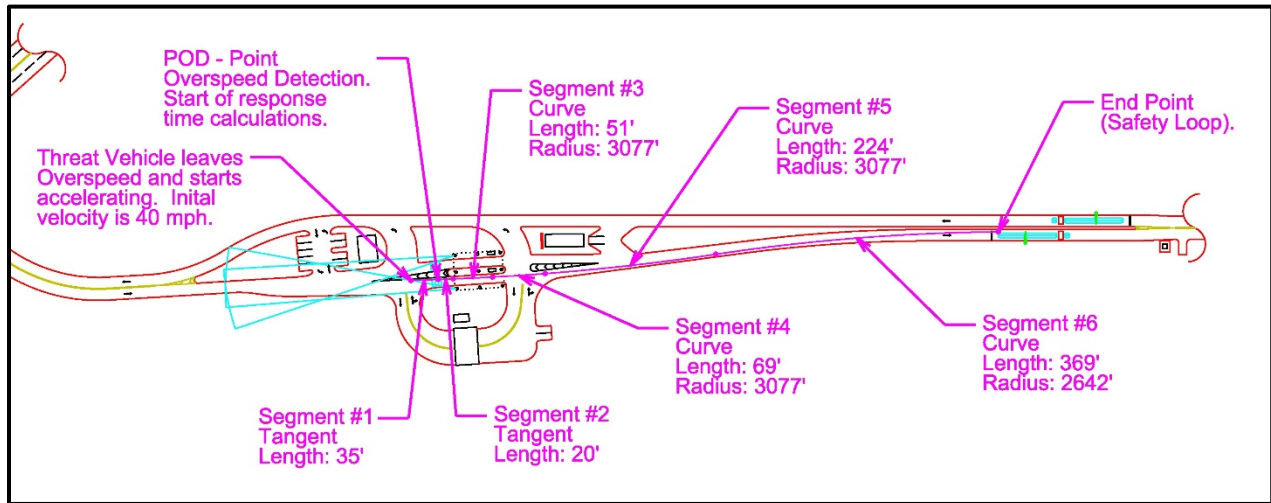 POD - Point
Overspeed Detection.
Start of response
time calculations.
Threat Vehicle leaves
Overspeed and starts
accelerating. Inital
velocity is 40 mph.
Segment #3
Curve
Length: 51'
Radius: 3077'
Segment #5
Curve
Length: 224'
Radius: 3077'
End Point
(Safety Loop).
Segment #1
Tangent
Length: 35'
Segment #2
Tangent
Length: 20'
Segment #4
Curve
Length: 69'
Radius: 3077'
Segment #6
Curve
Length: 369'
Radius: 2642'